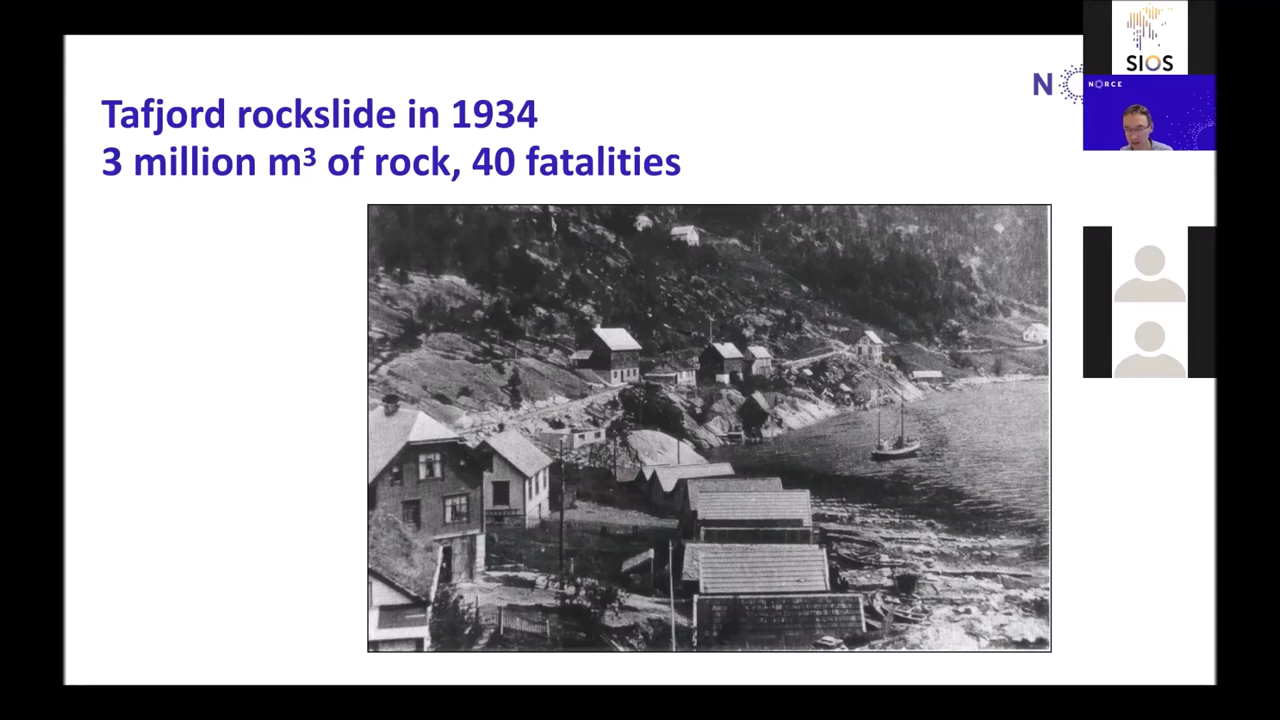 Tafjord rockslide in 1934
3 million m³ of rock, 40 fatalities
N
SIOS
NORCE